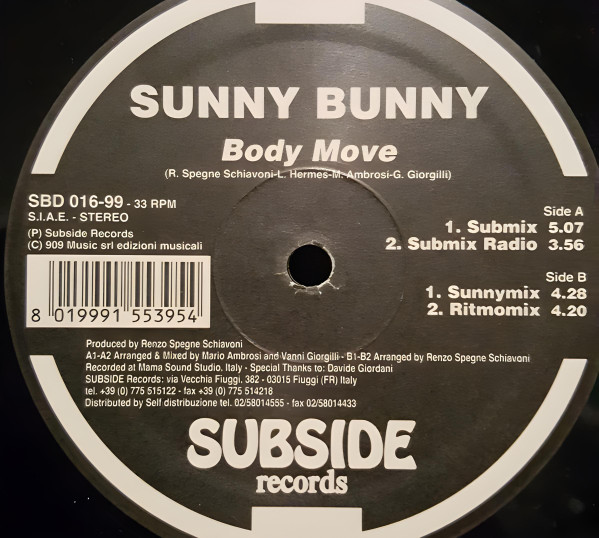 SUNNY BUNNY
Body Move
(R. Spegne Schiavoni-L. Hermes-M. Ambrosi-G. Giorgilli)
SBD 016-99 - 33 RPM
S.I.A.E. - STEREO
(P) Subside Records
(C) 909 Music srl edizioni musicali
8 019991 553954
Side A
1. Submix 5.07
2. Submix Radio 3.56
Side B
1. Sunnymix 4.28
2. Ritmomix 4.20
Produced by Renzo Spegne Schiavoni
A1-A2 Arranged & Mixed by Mario Ambrosi and Vanni Giorgilli - B1-B2 Arranged by Renzo Spegne Schiavoni
Recorded at Mama Sound Studio, Italy - Special Thanks to: Davide Giordani
SUBSIDE Records: via Vecchia Fiuggi, 382 - 03015 Fiuggi (FR) Italy
tel. +39 (0) 775 515122 - fax +39 (0) 775 514218
Distributed by Self distribuzione tel. 02/58014555 - fax 02/58014433
SUBSIDE
records